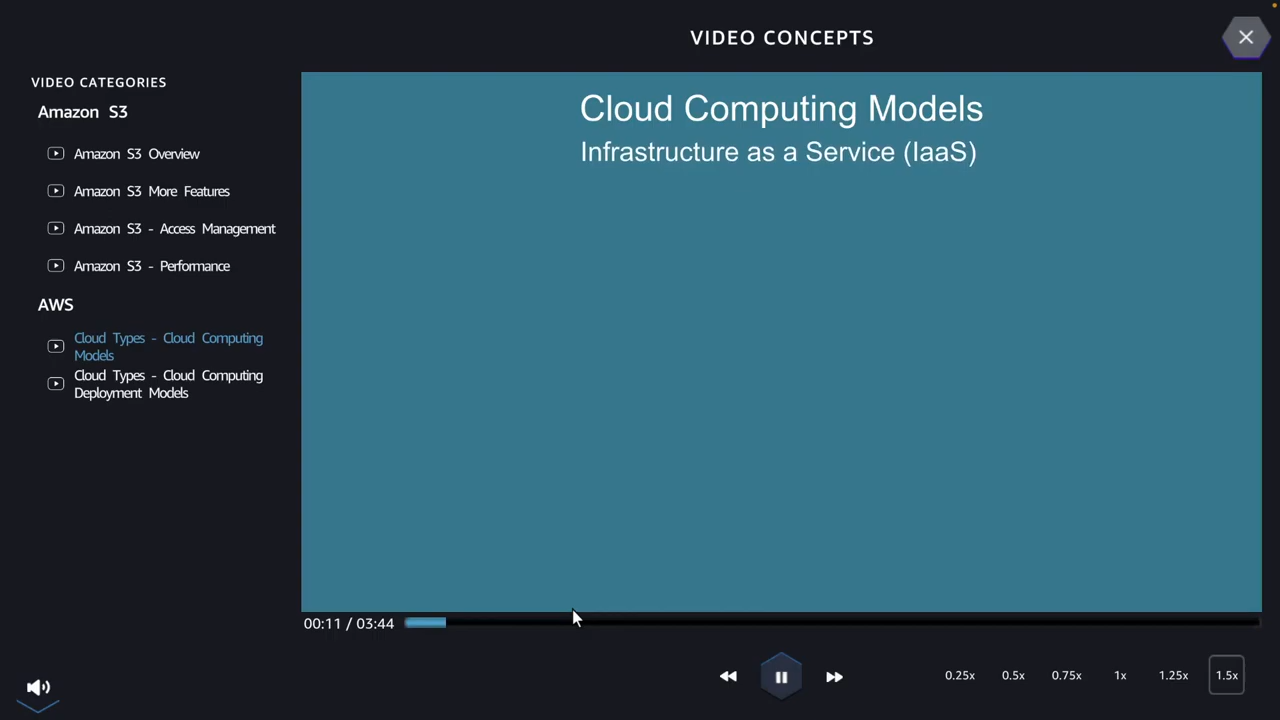 VIDEO CONCEPTS
VIDEO CATEGORIES
Amazon S3
Amazon S3 Overview
Amazon S3 More Features
Amazon S3 - Access Management
Amazon S3 - Performance
AWS
Cloud Types - Cloud Computing
Models
Cloud Types - Cloud Computing
Deployment Models
Cloud Computing Models
Infrastructure as a Service (IaaS)
00:11 / 03:44
0.25x 0.5x 0.75x 1x 1.25x 1.5x